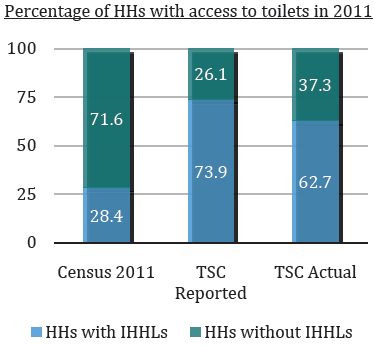 Percentage of HHs with access to toilets in 2011
100
75
50
25
0
71.6
28.4
26.1
73.9
37.3
62.7
Census 2011
TSC
Reported
TSC Actual
HHs with IHHLs
HHs without IHHLs